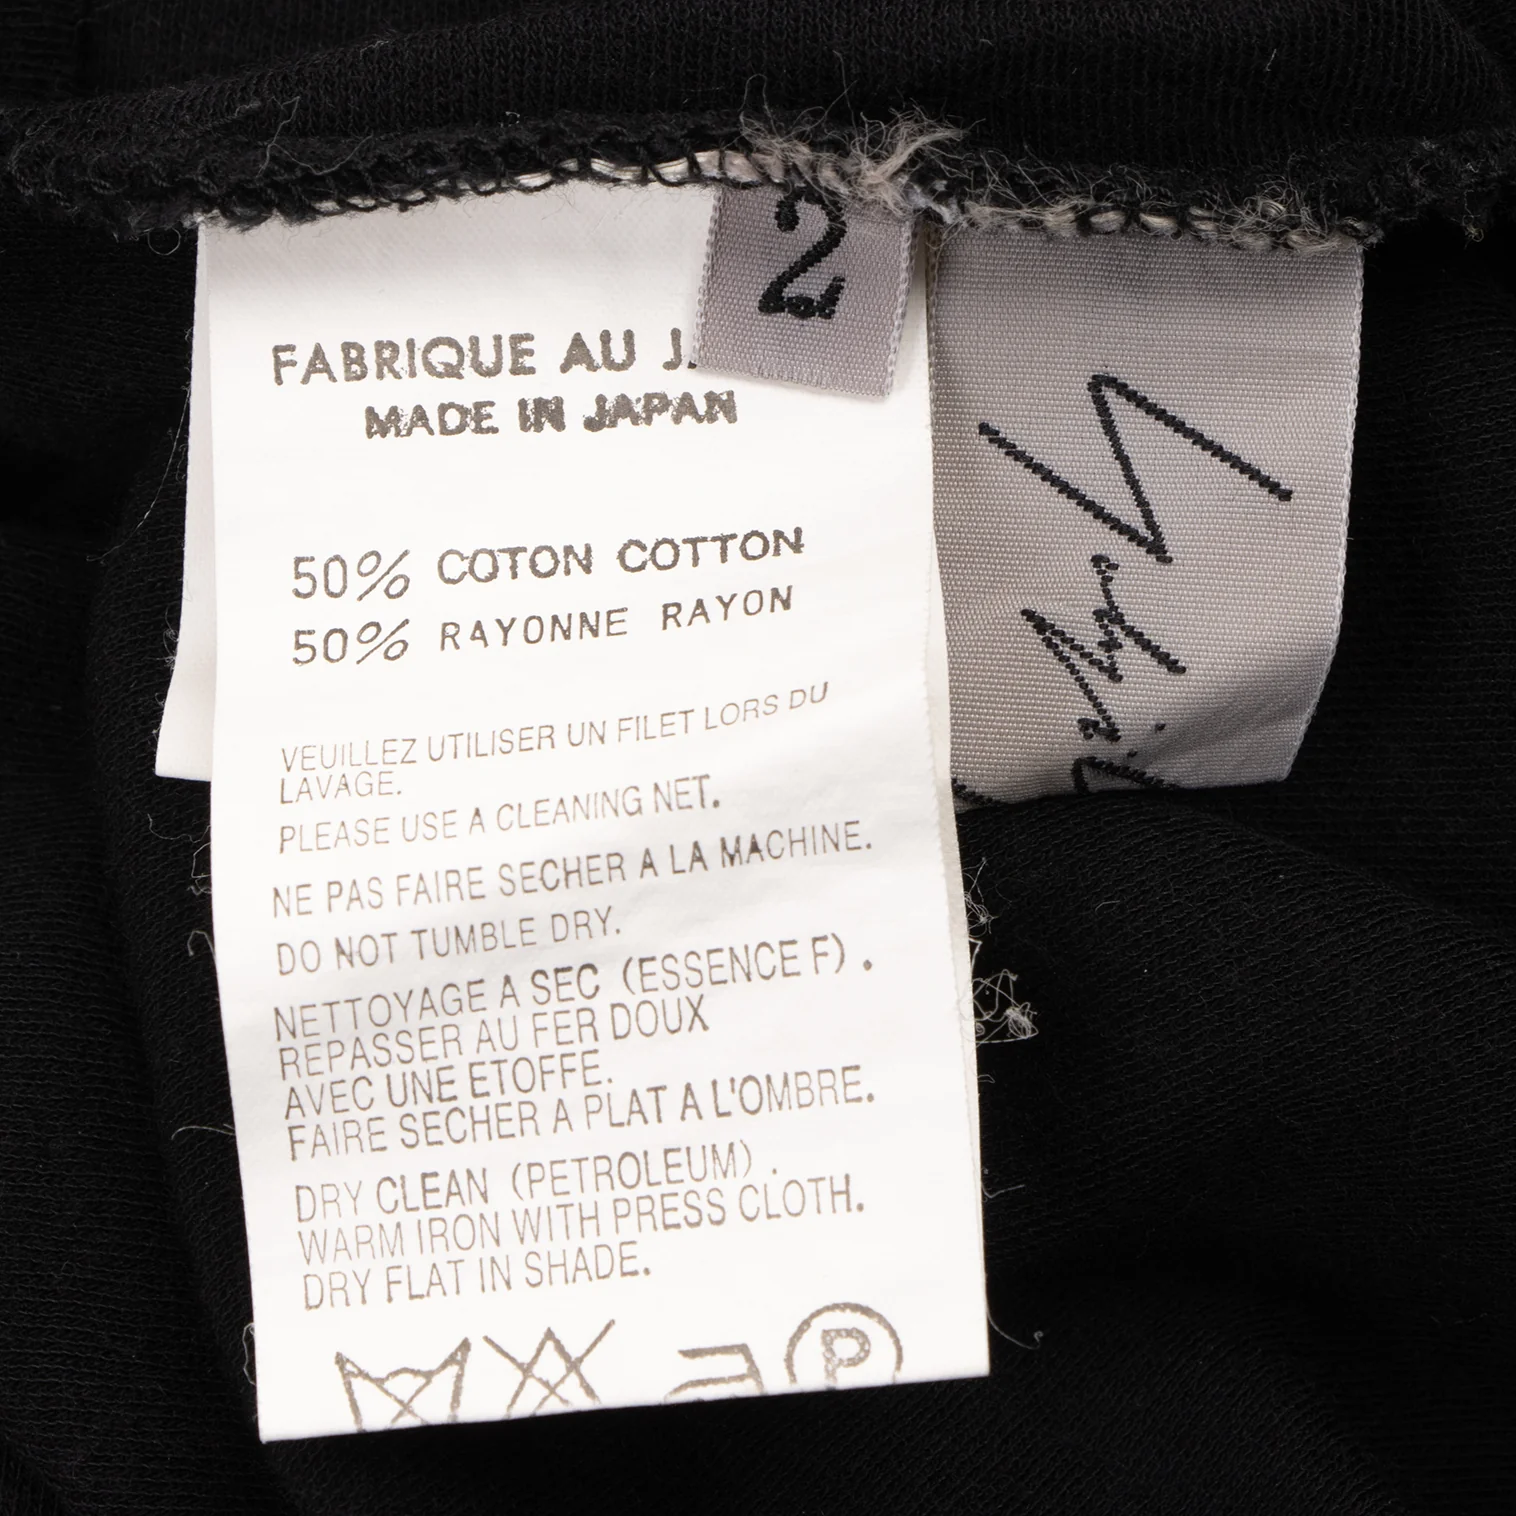 2
FABRIQUE AU J
MADE IN JAPAN
50% COTON COTTON
50% RAYONNE RAYON
VEUILLEZ UTILISER UN FILET LORS DU
LAVAGE.
PLEASE USE A CLEANING NET.
NE PAS FAIRE SECHER A LA MACHINE.
DO NOT TUMBLE DRY.
NETTOYAGE A SEC (ESSENCE F).
REPASSER AU FER DOUX
AVEC UNE ETOFFE.
FAIRE SECHER A PLAT A L'OMBRE.
DRY CLEAN (PETROLEUM).
WARM IRON WITH PRESS CLOTH.
DRY FLAT IN SHADE.
P